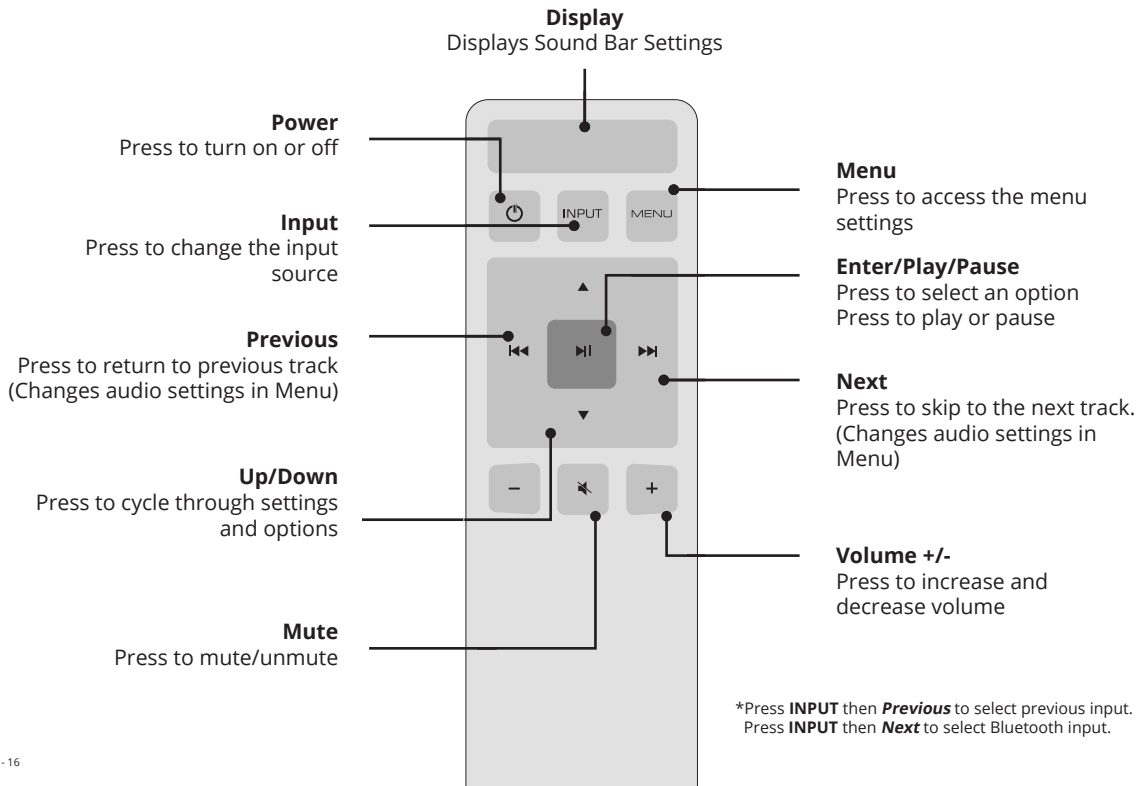 Display
Displays Sound Bar Settings
Power
Press to turn on or off
Input
Press to change the input
source
Previous
Press to return to previous track
(Changes audio settings in Menu)
Up/Down
Press to cycle through settings
and options
Mute
Press to mute/unmute
INPUT
MENU
Menu
Press to access the menu
settings
Enter/Play/Pause
Press to select an option
Press to play or pause
Next
Press to skip to the next track.
(Changes audio settings in
Menu)
Volume +/-
Press to increase and
decrease volume
*Press INPUT then Previous to select previous input.
Press INPUT then Next to select Bluetooth input.
- 16